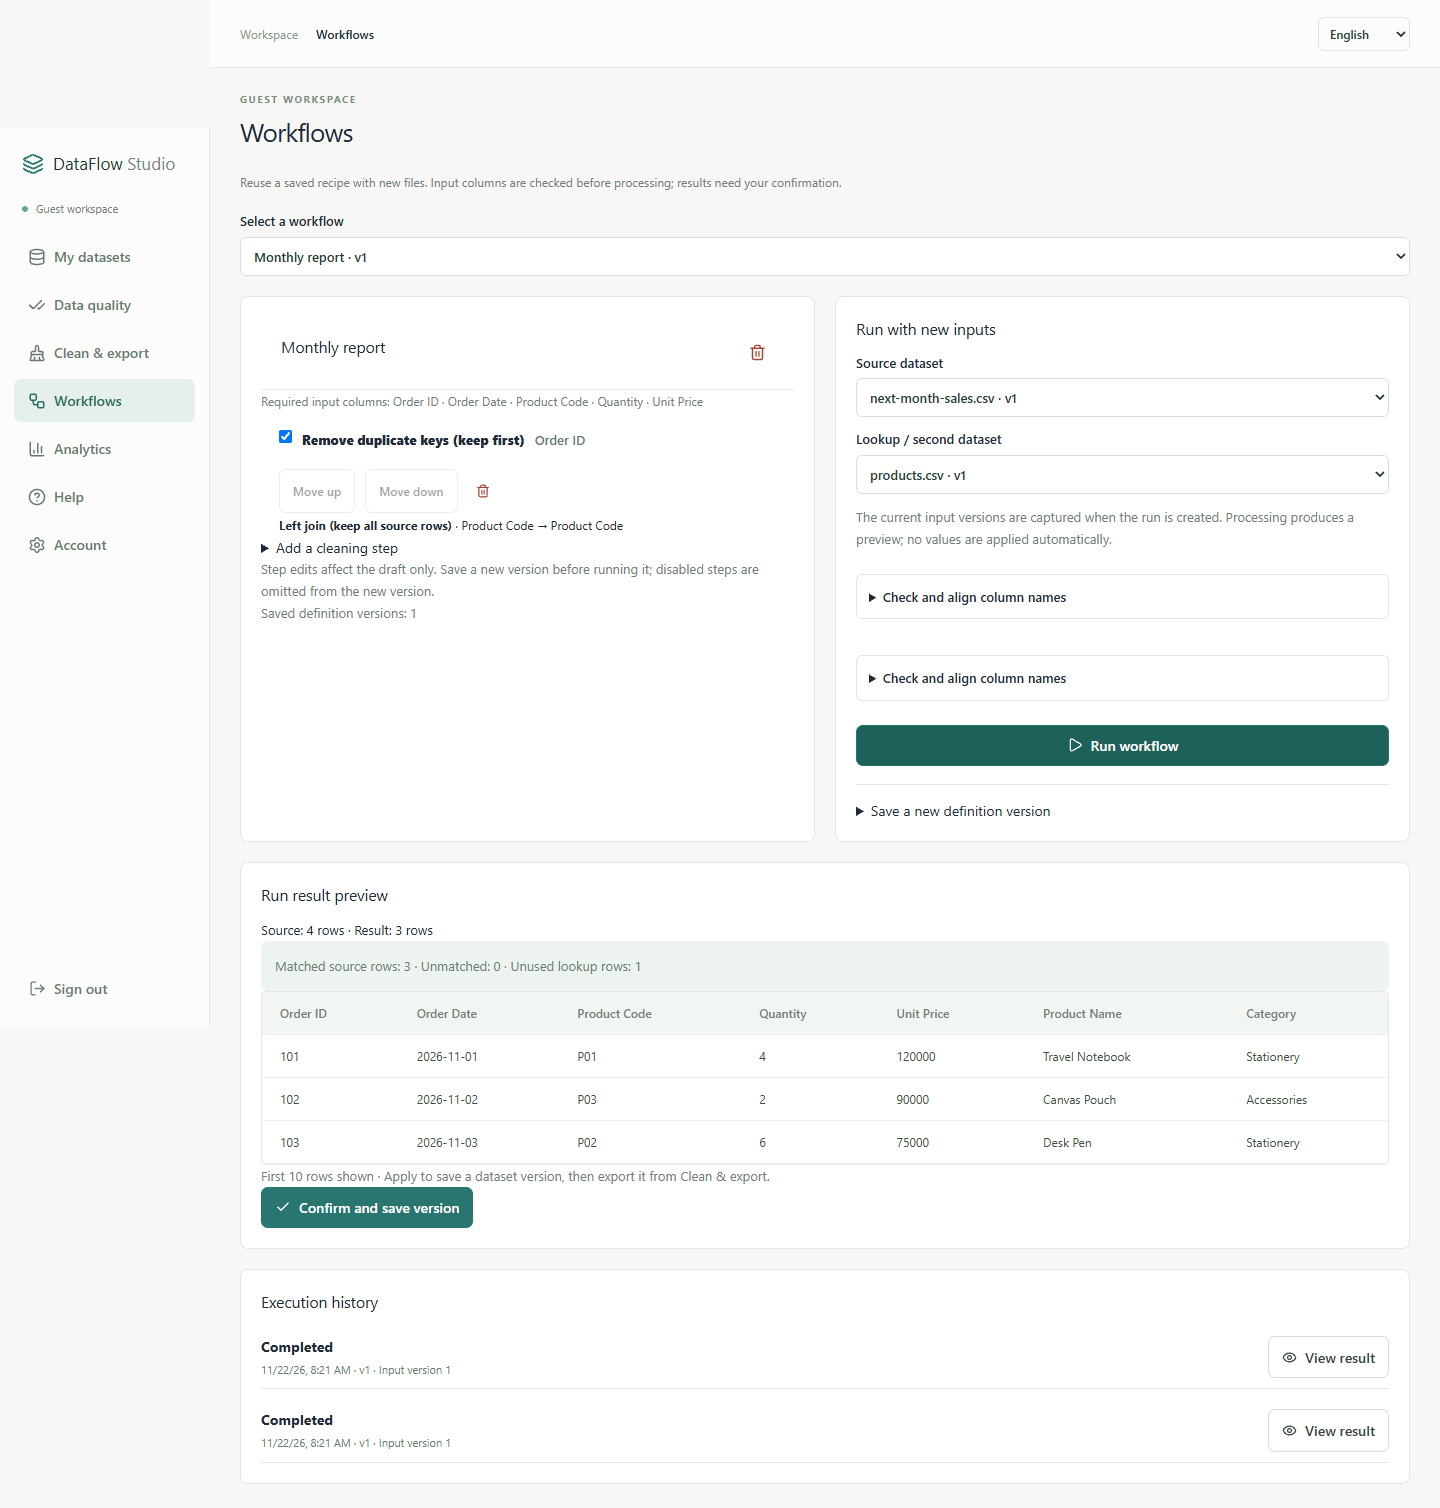 Workspace Workflows English
DataFlow Studio
Guest workspace
My datasets
Data quality
Clean & export
Workflows
Analytics
Help
Account
Sign out
GUEST WORKSPACE
Workflows
Reuse a saved recipe with new files. Input columns are checked before processing; results need your confirmation.
Select a workflow
Monthly report · v1
Monthly report
Required input columns: Order ID · Order Date · Product Code · Quantity · Unit Price
Remove duplicate keys (keep first) Order ID
Move up Move down
Left join (keep all source rows) · Product Code → Product Code
Add a cleaning step
Step edits affect the draft only. Save a new version before running it; disabled steps are
omitted from the new version.
Saved definition versions: 1
Run with new inputs
Source dataset
next-month-sales.csv · v1
Lookup / second dataset
products.csv · v1
The current input versions are captured when the run is created. Processing produces a
preview; no values are applied automatically.
Check and align column names
Check and align column names
Run workflow
Save a new definition version
Run result preview
Source: 4 rows · Result: 3 rows
Matched source rows: 3 · Unmatched: 0 · Unused lookup rows: 1
Order ID Order Date Product Code Quantity Unit Price Product Name Category
101 2026-11-01 P01 4 120000 Travel Notebook Stationery
102 2026-11-02 P03 2 90000 Canvas Pouch Accessories
103 2026-11-03 P02 6 75000 Desk Pen Stationery
First 10 rows shown · Apply to save a dataset version, then export it from Clean & export.
Confirm and save version
Execution history
Completed
11/22/26, 8:21 AM · v1 · Input version 1
View result
Completed
11/22/26, 8:21 AM · v1 · Input version 1
View result